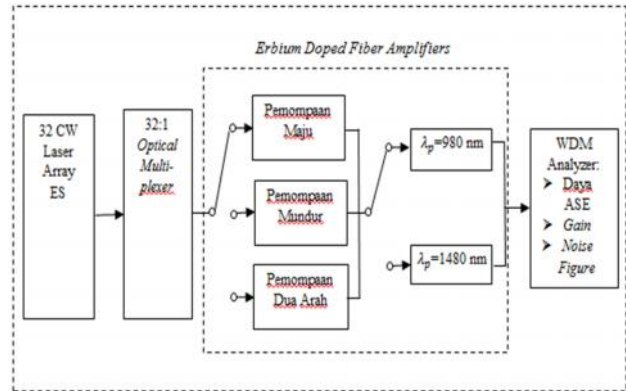 Erbium Doped Fiber Amplifiers
32 CW
Laser
Array
ES
32:1
Optical
Multi-
plexer
Pemompaan
Maju
Pemompaan
Mundur
Pemompaan
Dua Arah
λp=980 nm
λp=1480 nm
WDM
Analyzer:
➤ Daya
ASE
➤ Gain
➤ Noise
Figure